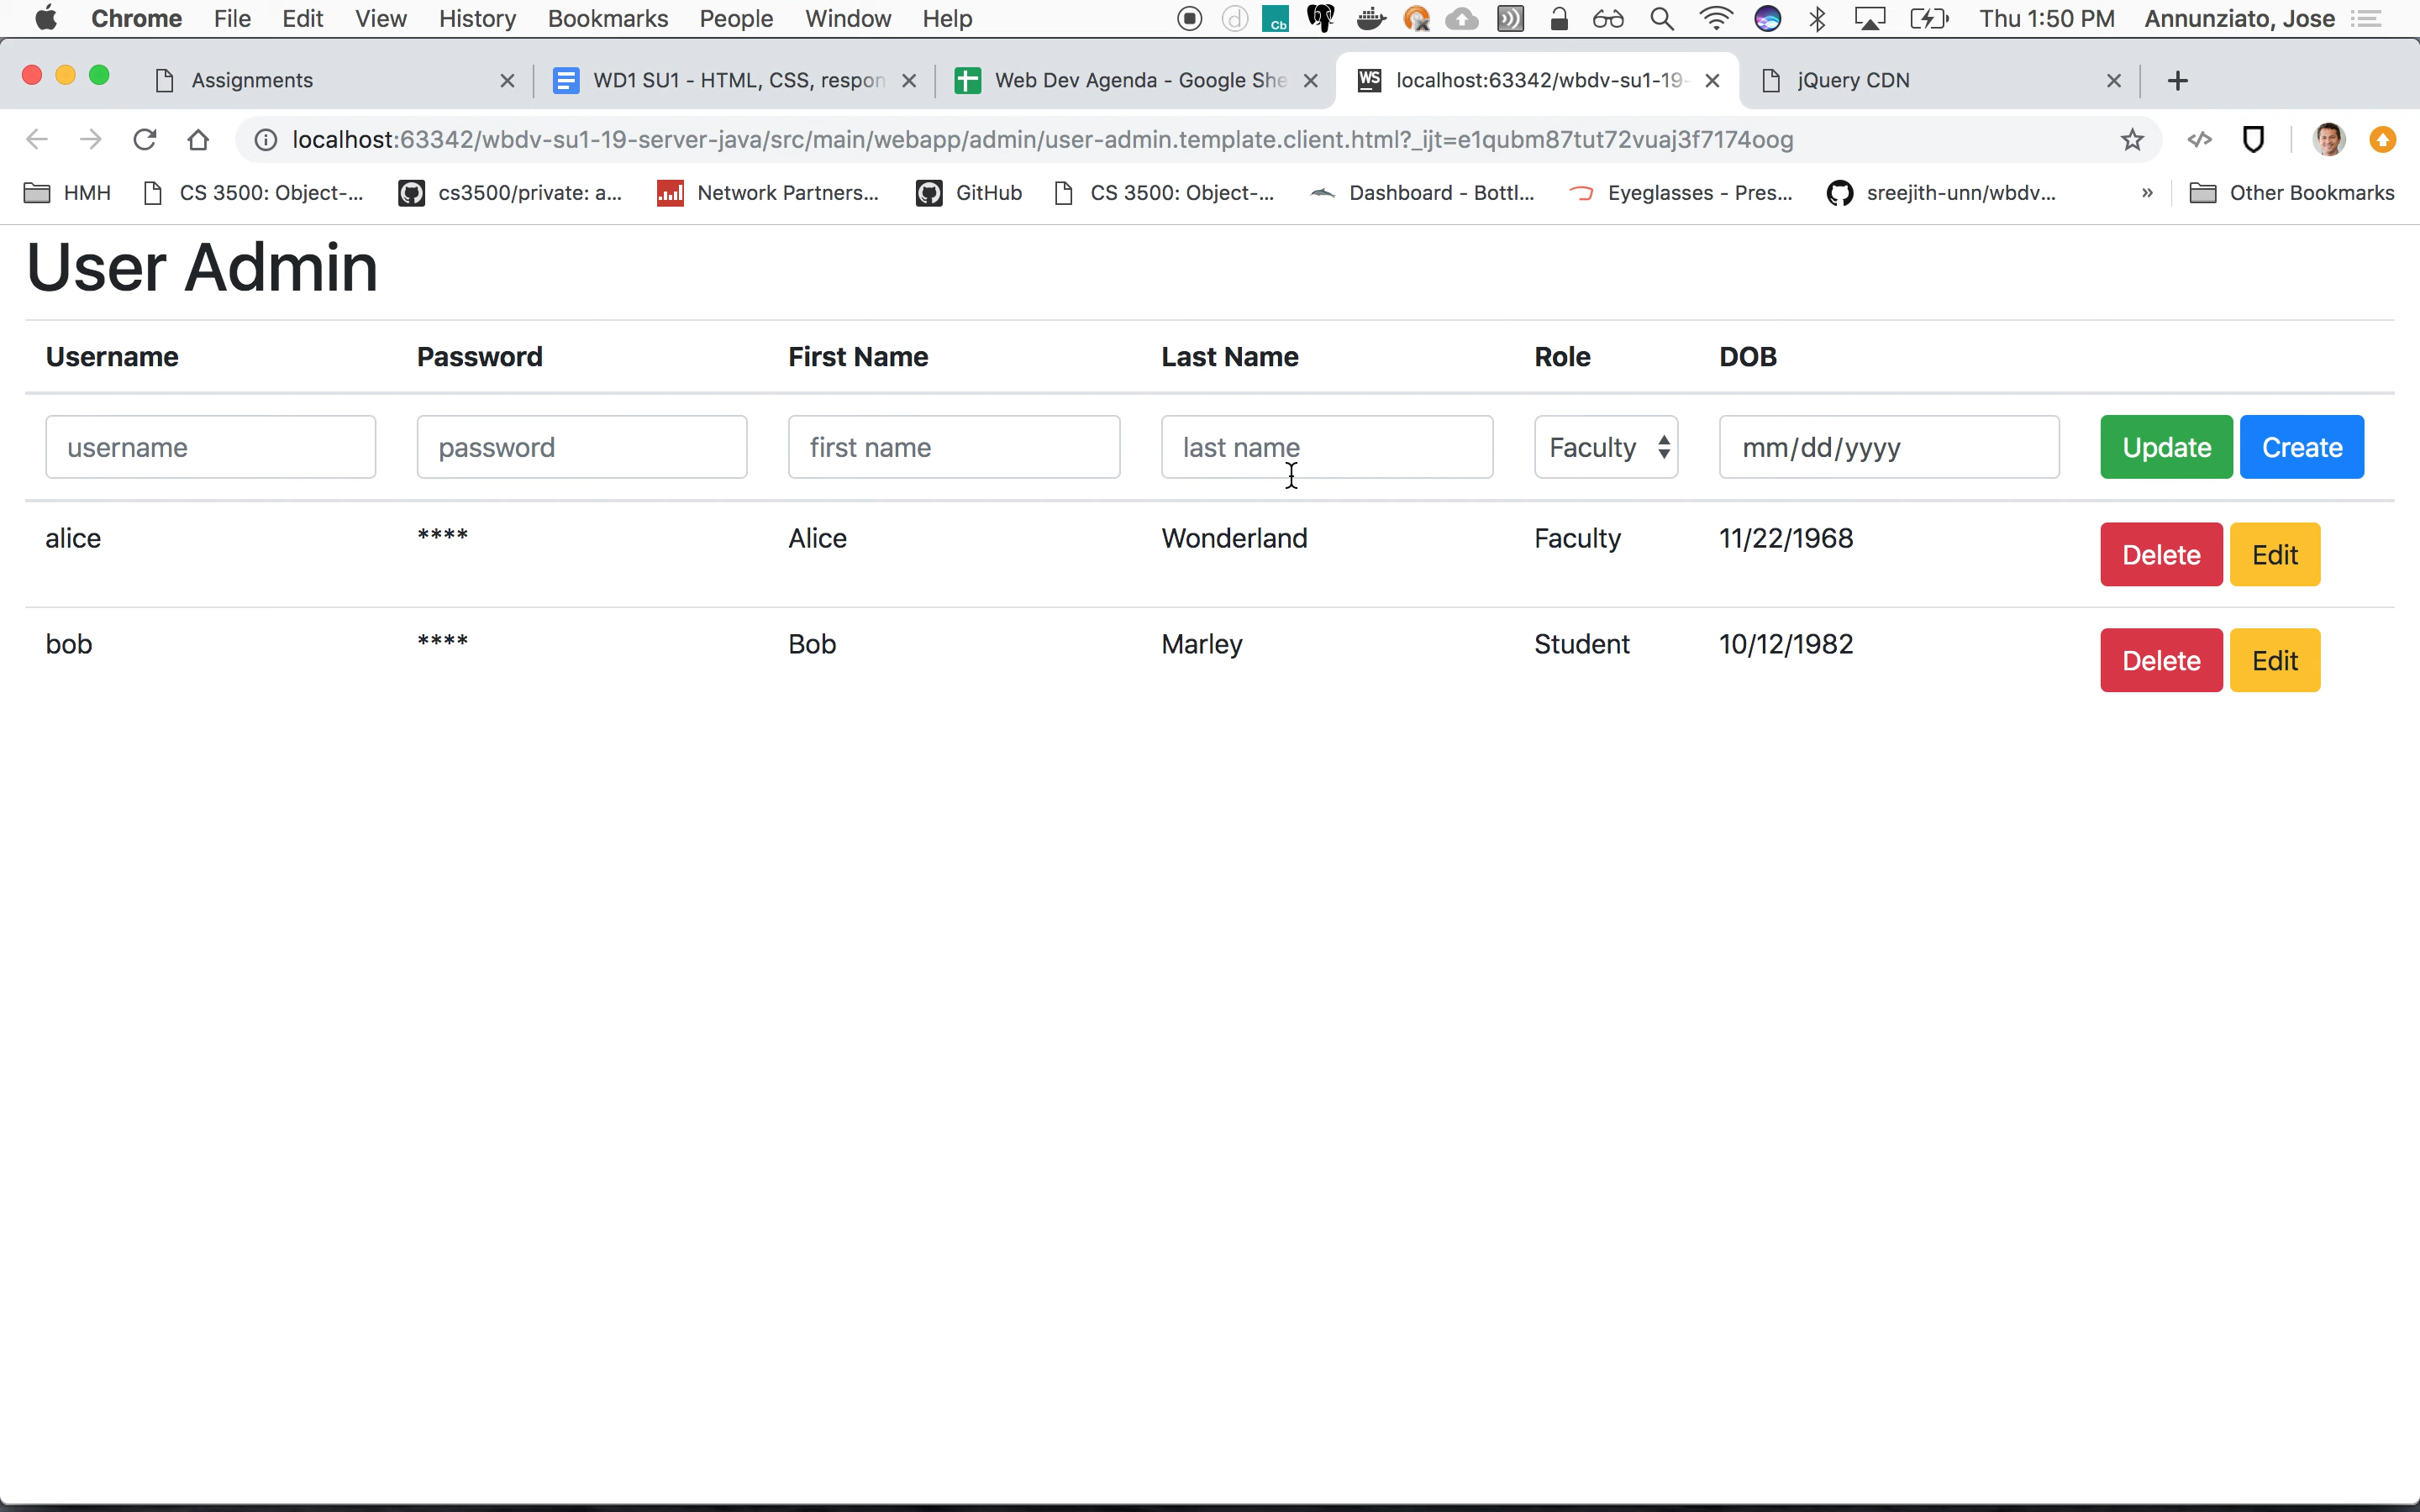 Chrome File Edit View History Bookmarks People Window Help Cb Thu 1:50 PM Annunziato, Jose
Assignments WD1 SU1 - HTML, CSS, respon Web Dev Agenda - Google She WS localhost:63342/wbdv-su1-19- jQuery CDN
localhost:63342/wbdv-su1-19-server-java/src/main/webapp/admin/user-admin.template.client.html?_ijt=e1qubm87tut72vuaj3f7174oog
HMH CS 3500: Object-... cs3500/private: a... Network Partners... GitHub CS 3500: Object-... Dashboard - Bottl... Eyeglasses - Pres... sreejith-unn/wbdv... » Other Bookmarks
User Admin
Username Password First Name Last Name Role DOB
username password first name last name Faculty mm/dd/yyyy Update Create
alice **** Alice Wonderland Faculty 11/22/1968 Delete Edit
bob **** Bob Marley Student 10/12/1982 Delete Edit